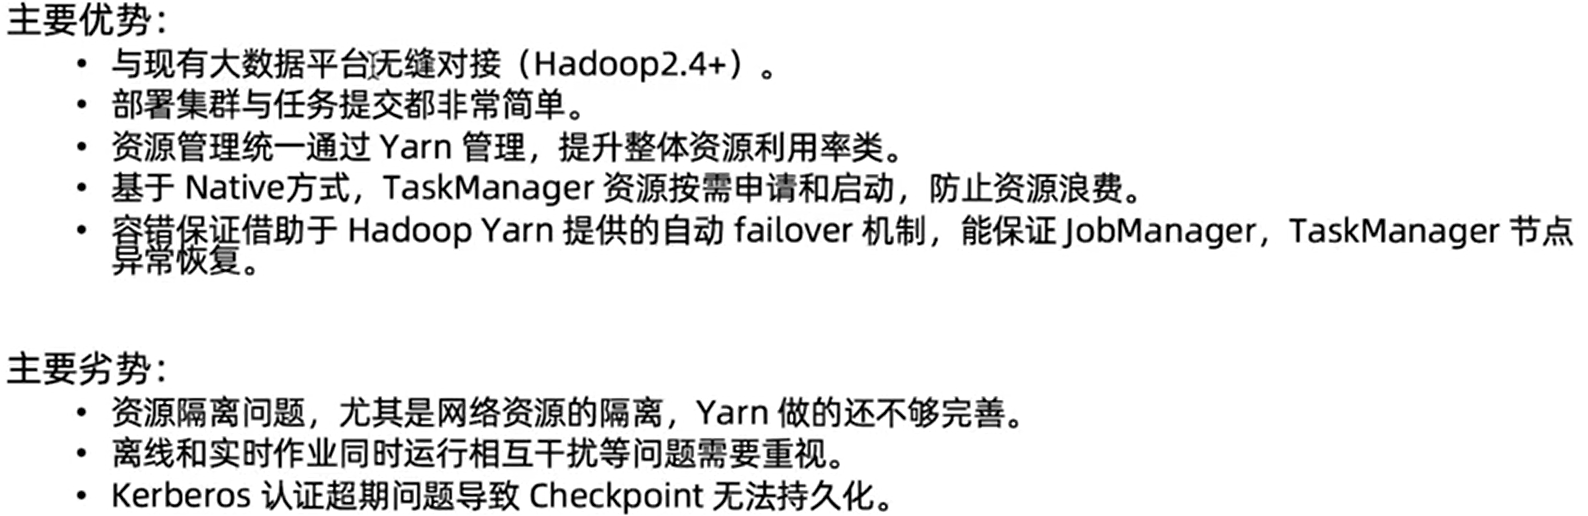 主要优势：
• 与现有大数据平台无缝对接（Hadoop2.4+）。
• 部署集群与任务提交都非常简单。
• 资源管理统一通过 Yarn 管理，提升整体资源利用率类。
• 基于 Native方式，TaskManager 资源按需申请和启动，防止资源浪费。
• 容错保证借助于 Hadoop Yarn 提供的自动 failover 机制，能保证 JobManager，TaskManager 节点
异常恢复。
主要劣势：
• 资源隔离问题，尤其是网络资源的隔离，Yarn 做的还不够完善。
• 离线和实时作业同时运行相互干扰等问题需要重视。
• Kerberos 认证超期问题导致 Checkpoint 无法持久化。